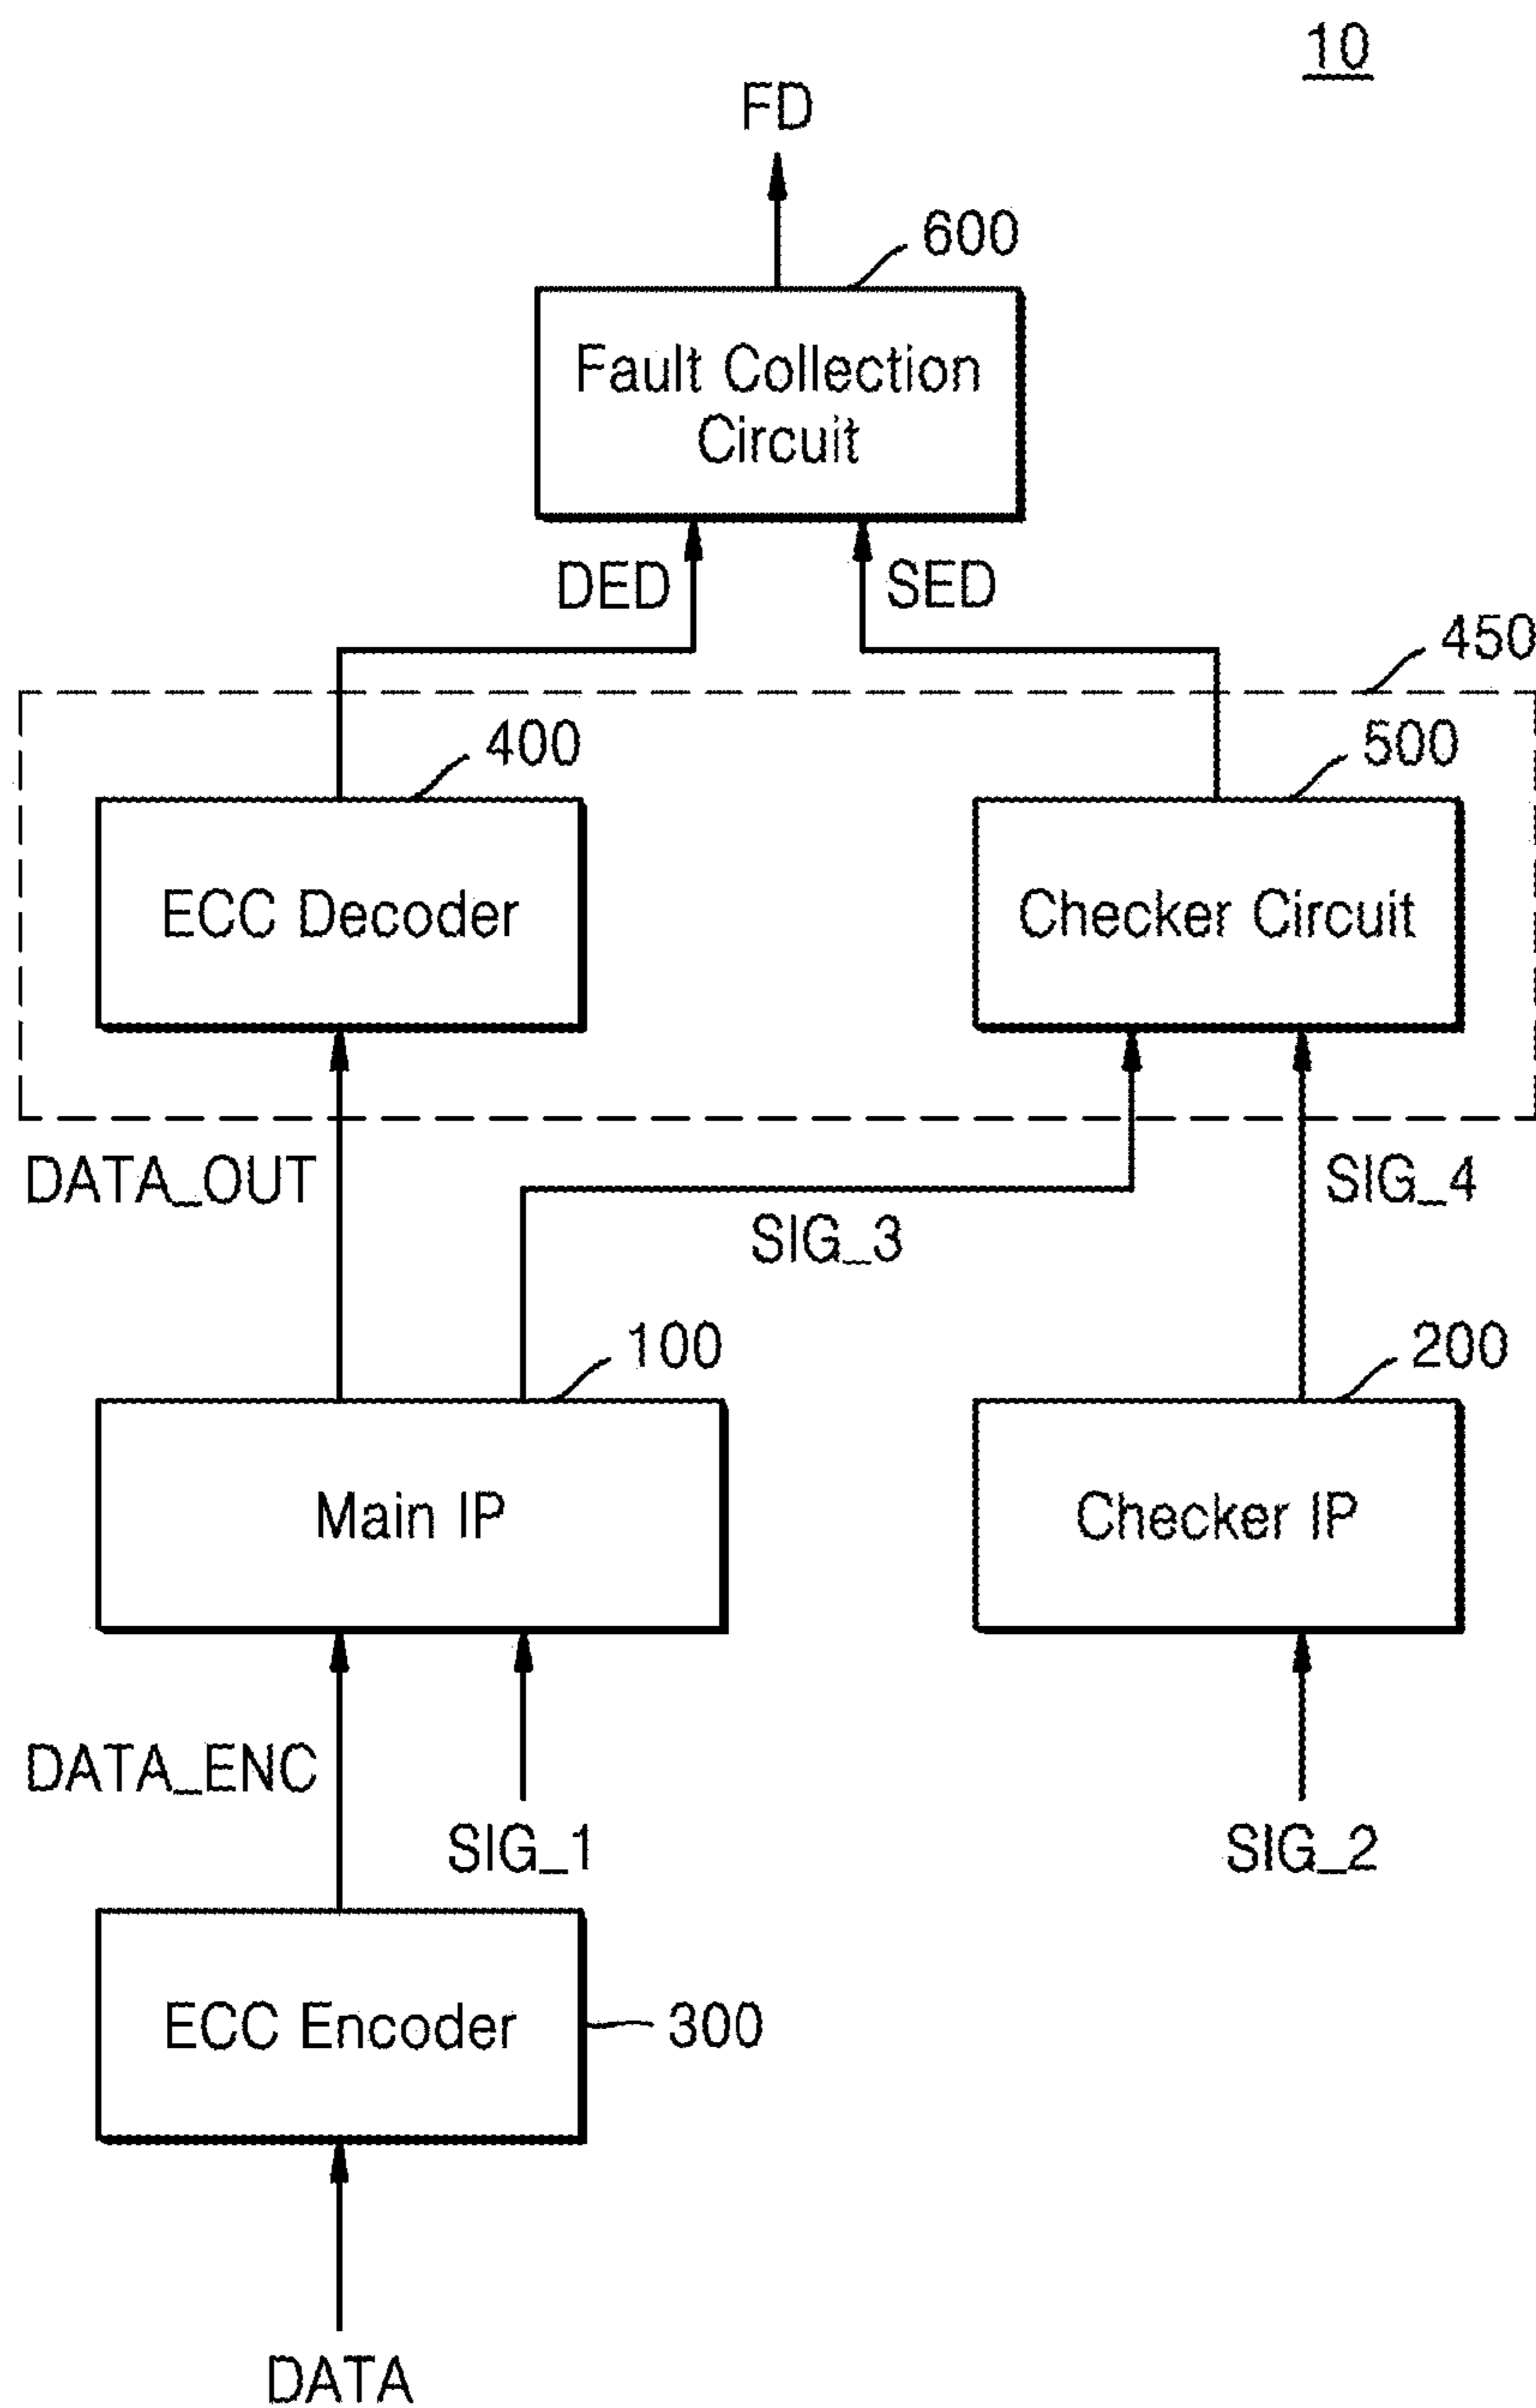 10
FD
600
Fault Collection
Circuit
DED
SED
450
400
500
ECC Decoder
Checker Circuit
DATA_OUT
SIG_4
SIG_3
100
200
Main IP
Checker IP
DATA_ENC
SIG_1
SIG_2
ECC Encoder
300
DATA